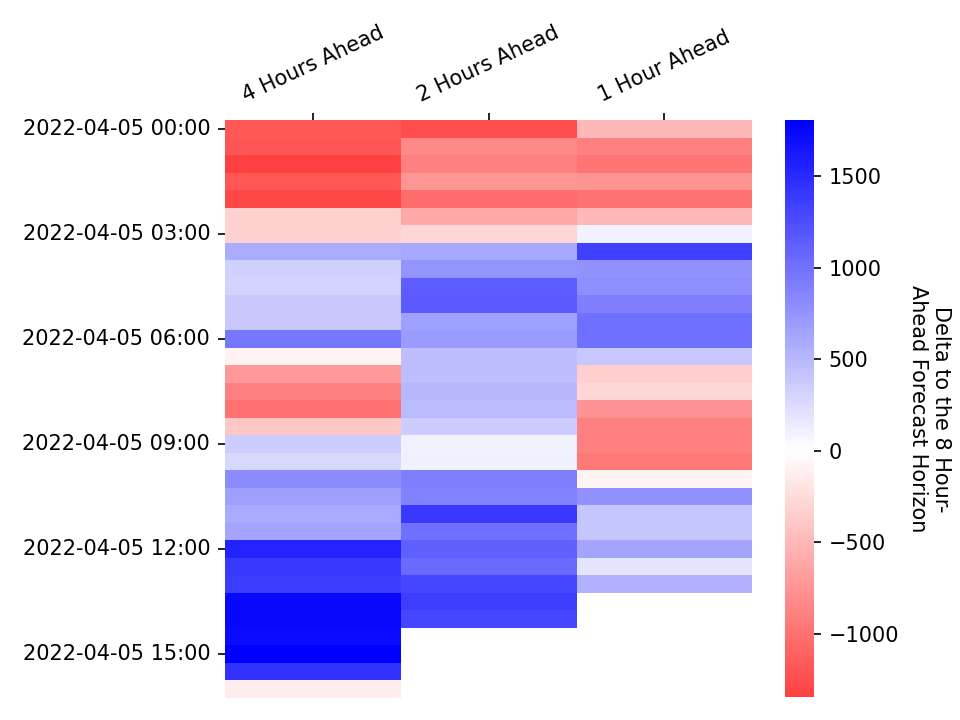 4 Hours Ahead
2 Hours Ahead
1 Hour Ahead
2022-04-05 00:00
2022-04-05 03:00
2022-04-05 06:00
2022-04-05 09:00
2022-04-05 12:00
2022-04-05 15:00
1500
1000
500
0
−500
−1000
Delta to the 8 Hour-
Ahead Forecast Horizon